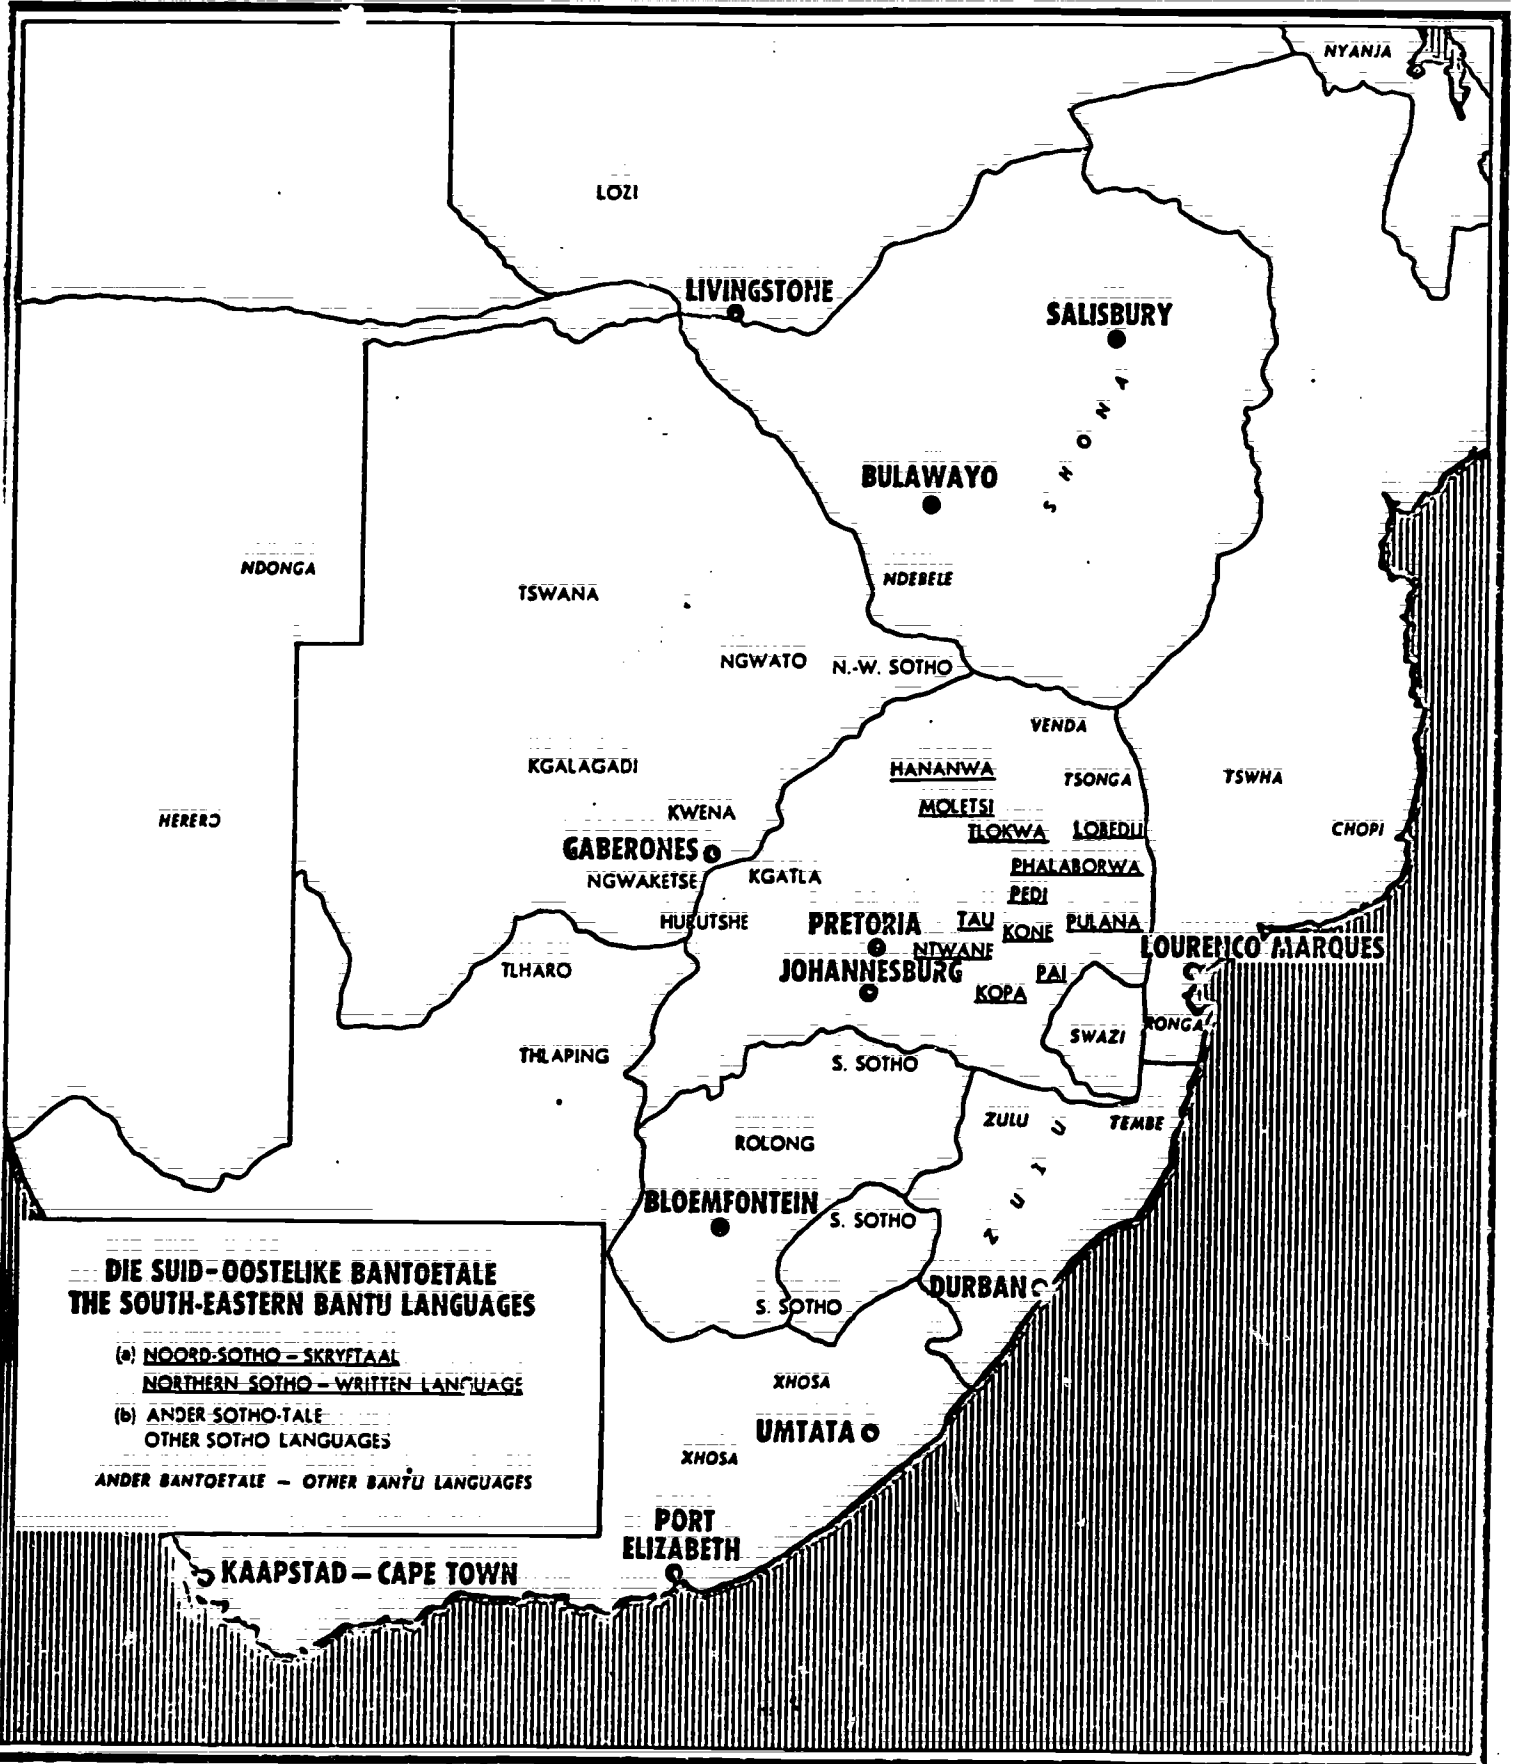 NYANJA
LOZI
LIVINGSTONE
SALISBURY
SHONA
BULAWAYO
NDONGA
NDEBELE
TSWANA
NGWATO
N.-W. SOTHO
VENDA
KGALAGADI
HANANWA
TSONGA
TSWHA
MOLETSI
KWENA
HERERO
TLOKWA
LOBEDU
CHOPI
GABERONES
PHALABORWA
NGWAKETSE
KGATLA
PEDI
HURUTSHE
PRETORIA
TAU
KONE
PULANA
NTWANE
LOURENCO MARQUES
TLHARO
JOHANNESBURG
PAI
KOPA
RONGA
SWAZI
THLAPING
S. SOTHO
ZULU
TEMBE
ROLONG
ZULU
BLOEMFONTEIN
S. SOTHO
DURBAN
S. SOTHO
DIE SUID-OOSTELIKE BANTOETALE
THE SOUTH-EASTERN BANTU LANGUAGES
(a) NOORD-SOTHO – SKRYFTAAL
NORTHERN SOTHO – WRITTEN LANGUAGE
(b) ANDER SOTHO-TALE
OTHER SOTHO LANGUAGES
ANDER BANTOETALE – OTHER BANTU LANGUAGES
XHOSA
UMTATA
XHOSA
PORT
ELIZABETH
KAAPSTAD – CAPE TOWN